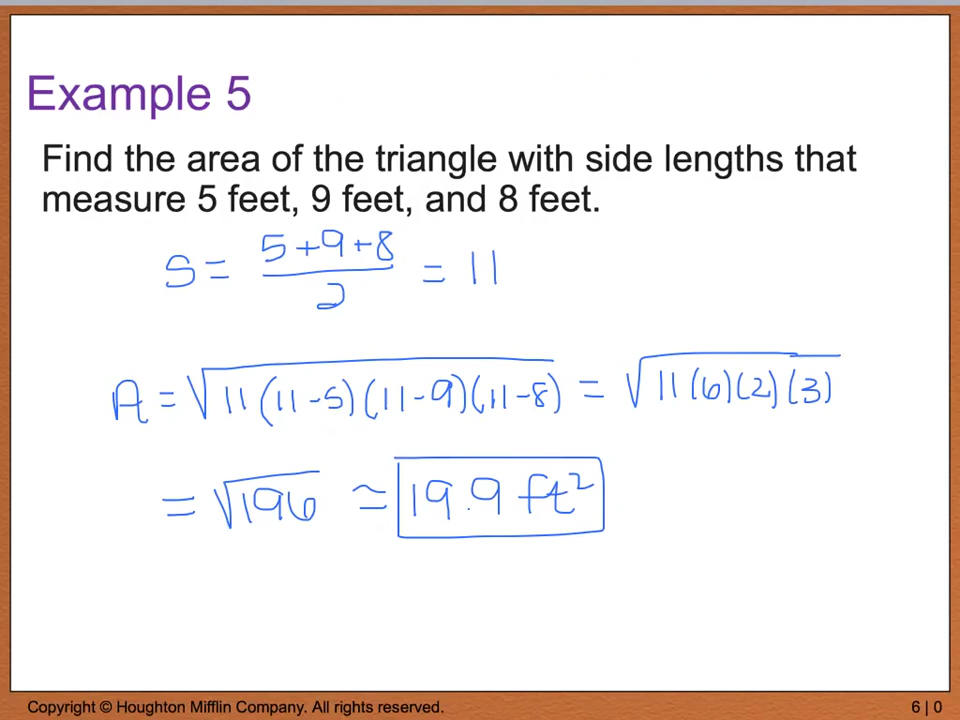 Example 5
Find the area of the triangle with side lengths that
measure 5 feet, 9 feet, and 8 feet.
S = (5+9+8)/2 = 11
A = √(11(11-5)(11-9)(11-8)) = √(11(6)(2)(3))
= √196 ≃ 19.9 ft²
Copyright © Houghton Mifflin Company. All rights reserved. 6 | 0